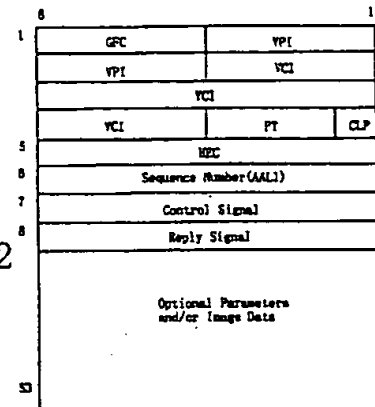 8 1
1 GFC VPI
VPI VCI
VCI
VCI PT CLP
5 HEC
6 Sequence Number(AAL1)
7 Control Signal
8 Reply Signal
2
Optional Parameters
and/or Image Data
53